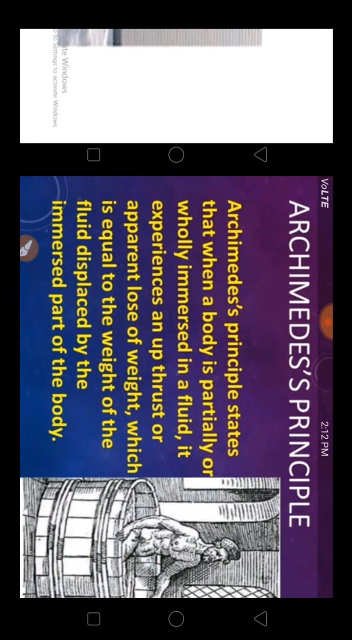 te Windows
o to Settings to activate Windows.
VoLTE
2:12 PM
ARCHIMEDES'S PRINCIPLE
Archimedes's principle states
that when a body is partially or
wholly immersed in a fluid, it
experiences an up thrust or
apparent lose of weight, which
is equal to the weight of the
fluid displaced by the
immersed part of the body.